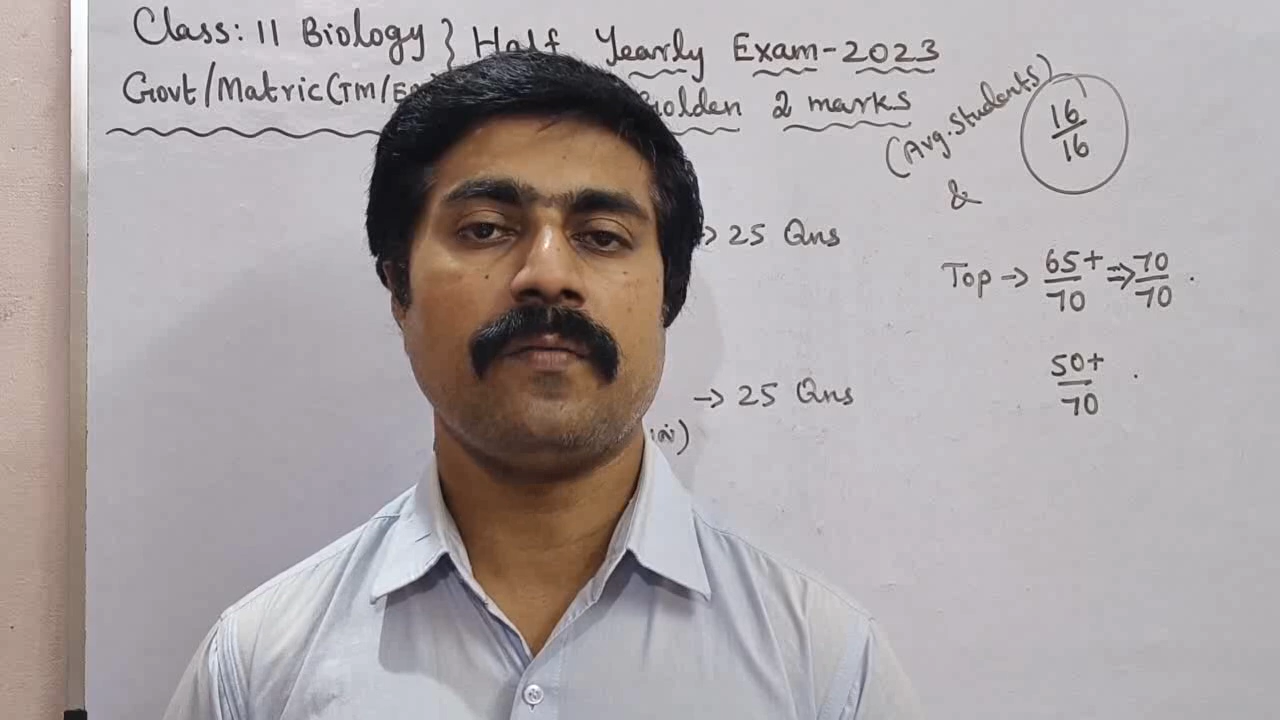 Class: 11 Biology } Half Yearly Exam-2023
Govt/Matric(TM/E Golden 2 marks
(Avg.Students)
16/16
&
→ 25 Qns
Top → 65+/70 ⇒ 70/70.
50+/70 .
→ 25 Qns